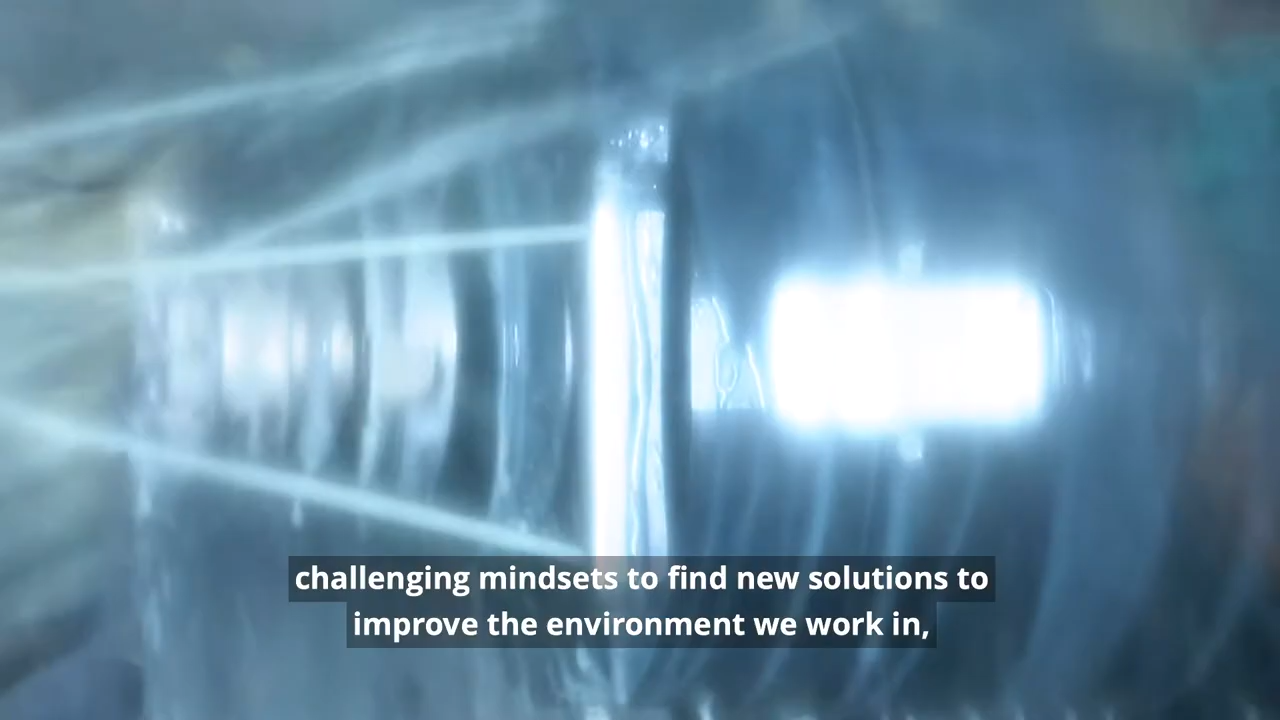 challenging mindsets to find new solutions to
improve the environment we work in,